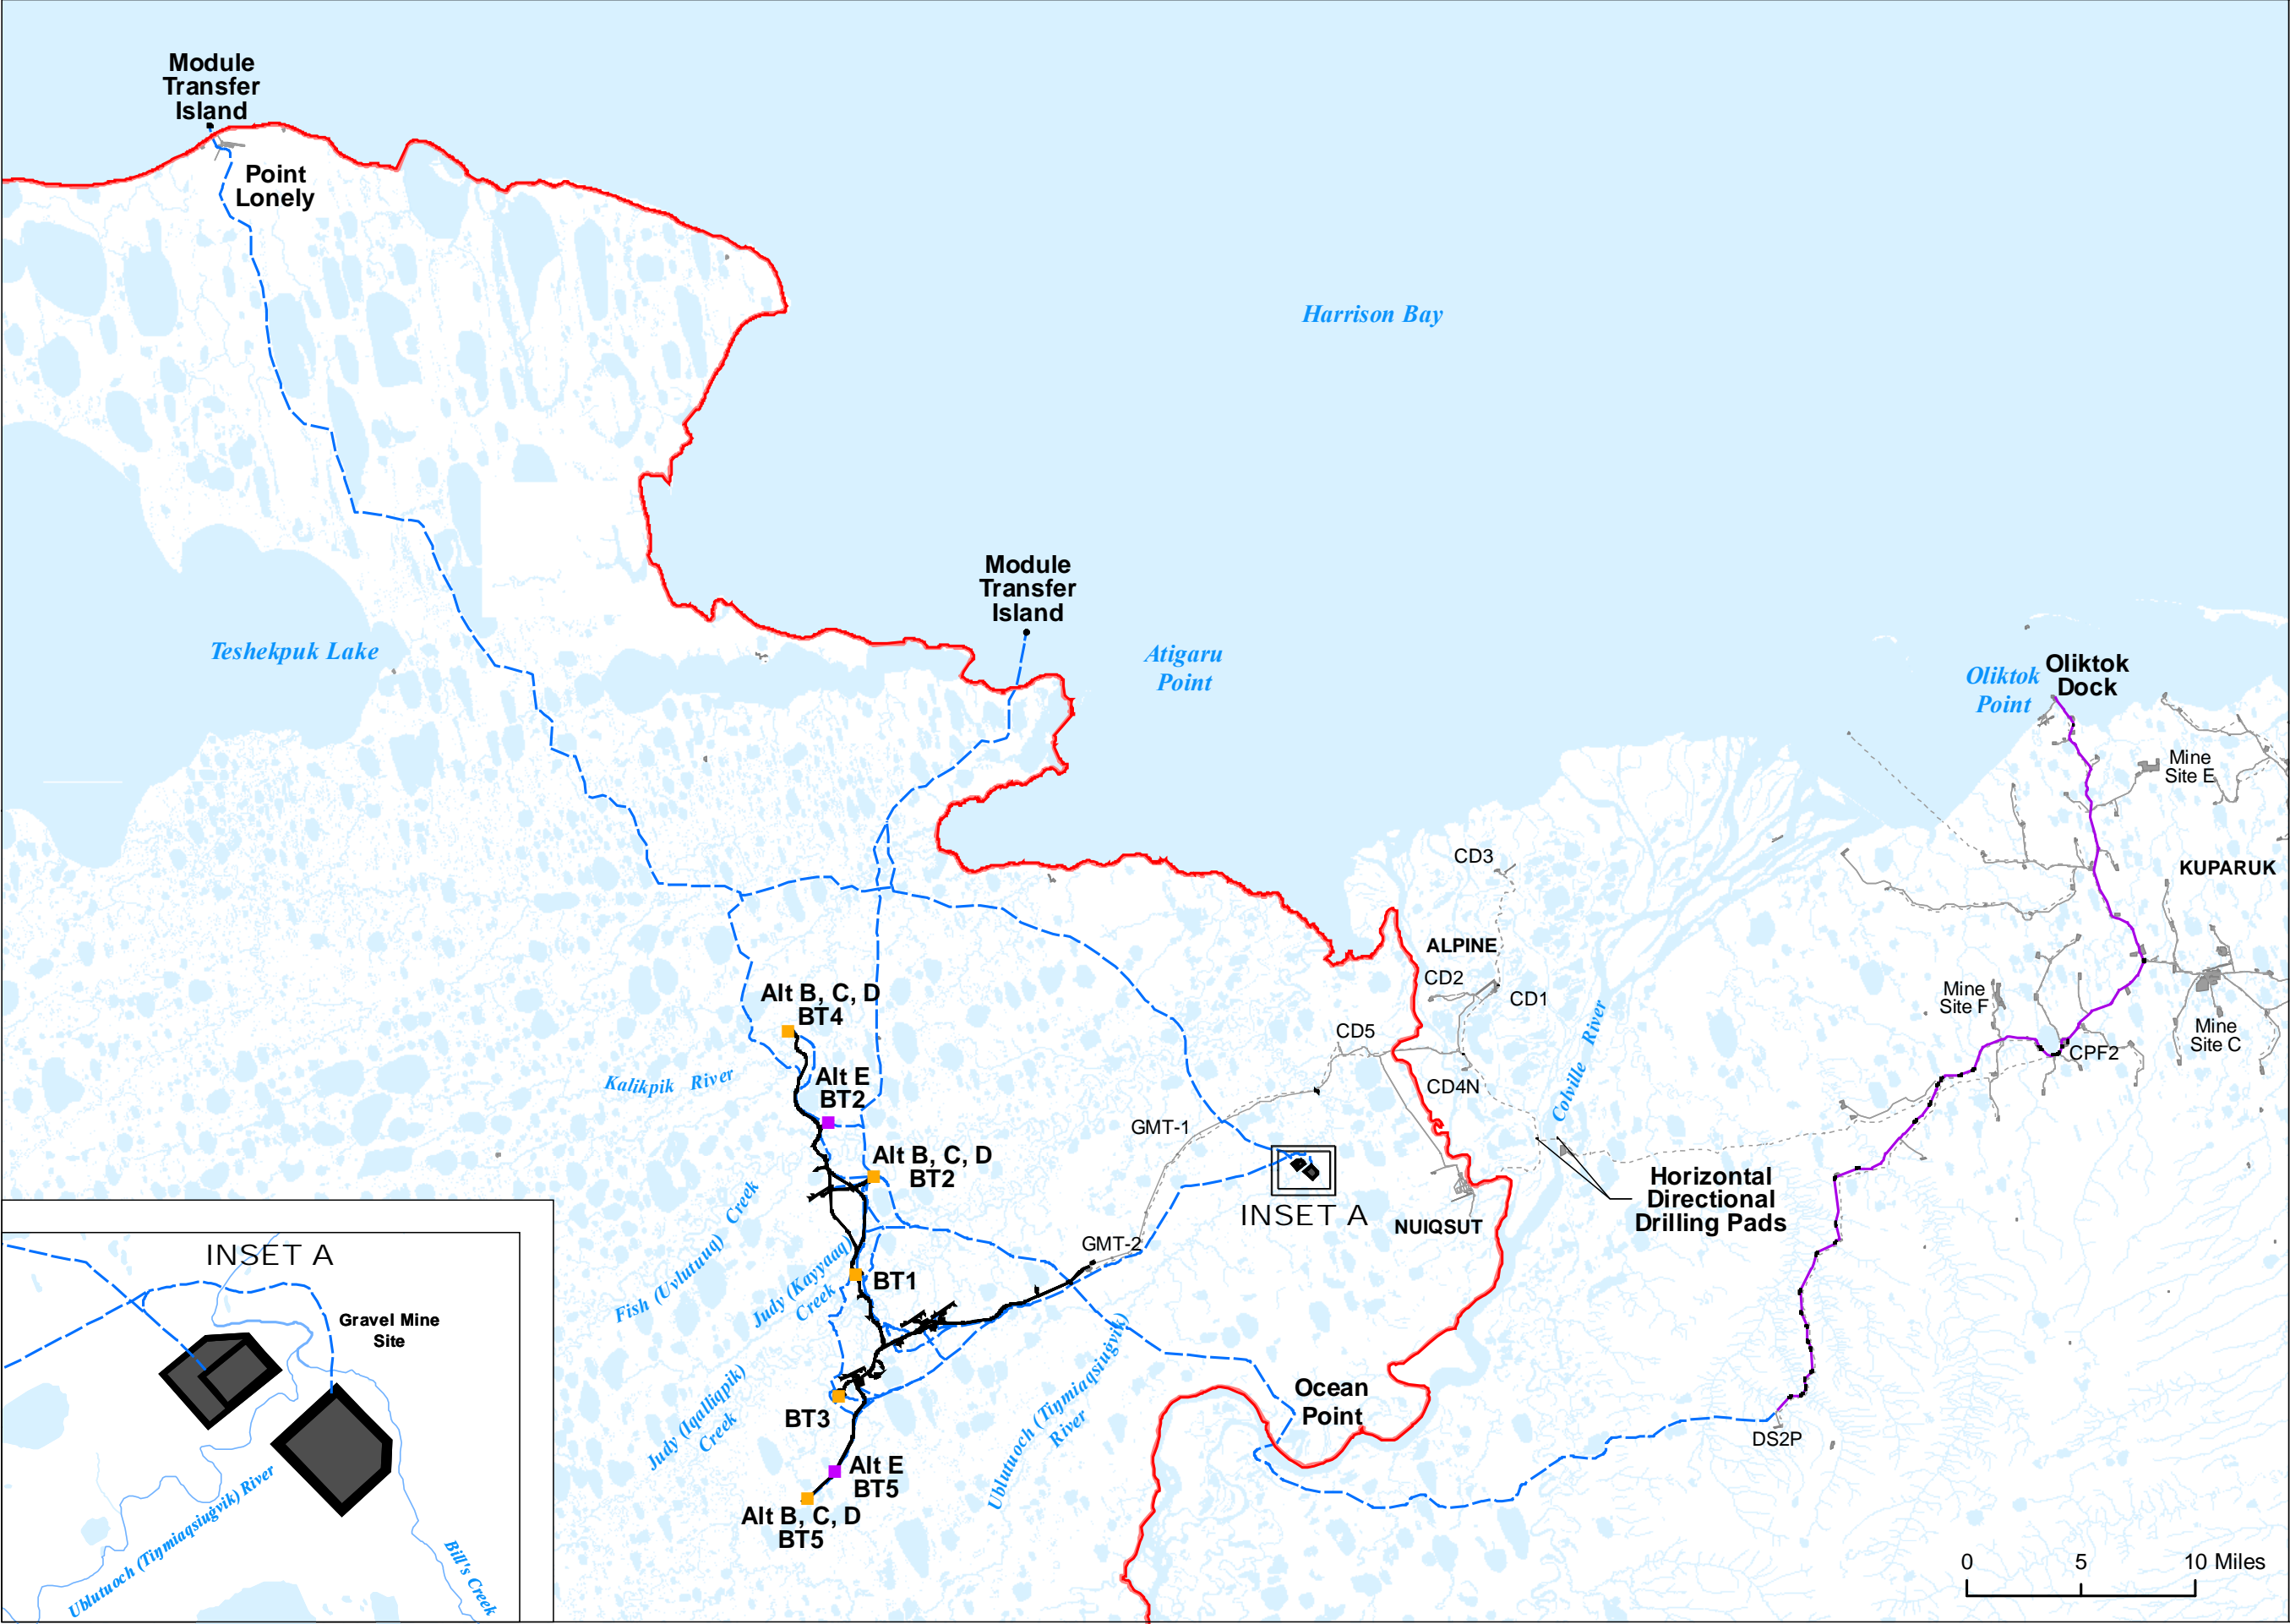 Module
Transfer
Island
Point
Lonely
Harrison Bay
Module
Transfer
Island
Teshekpuk Lake
Atigaru
Point
Oliktok
Point
Oliktok
Dock
Mine
Site E
KUPARUK
CD3
ALPINE
CD2
CD1
Mine
Site F
Mine
Site C
CPF2
CD5
CD4N
Colville River
Alt B, C, D
BT4
Kalikpik River
Alt E
BT2
GMT-1
Alt B, C, D
BT2
Horizontal
Directional
Drilling Pads
INSET A
NUIQSUT
Fish (Uvlutuuq) Creek
GMT-2
Judy (Kayyaaq)
Creek
BT1
Judy (Iqalliqpik)
Creek
BT3
Ublutuoch (Tiŋmiaqsiuġvik)
River
Ocean
Point
DS2P
Alt E
BT5
Alt B, C, D
BT5
0 5 10 Miles
INSET A
Gravel Mine
Site
Ublutuoch (Tiŋmiaqsiuġvik) River
Bill's Creek